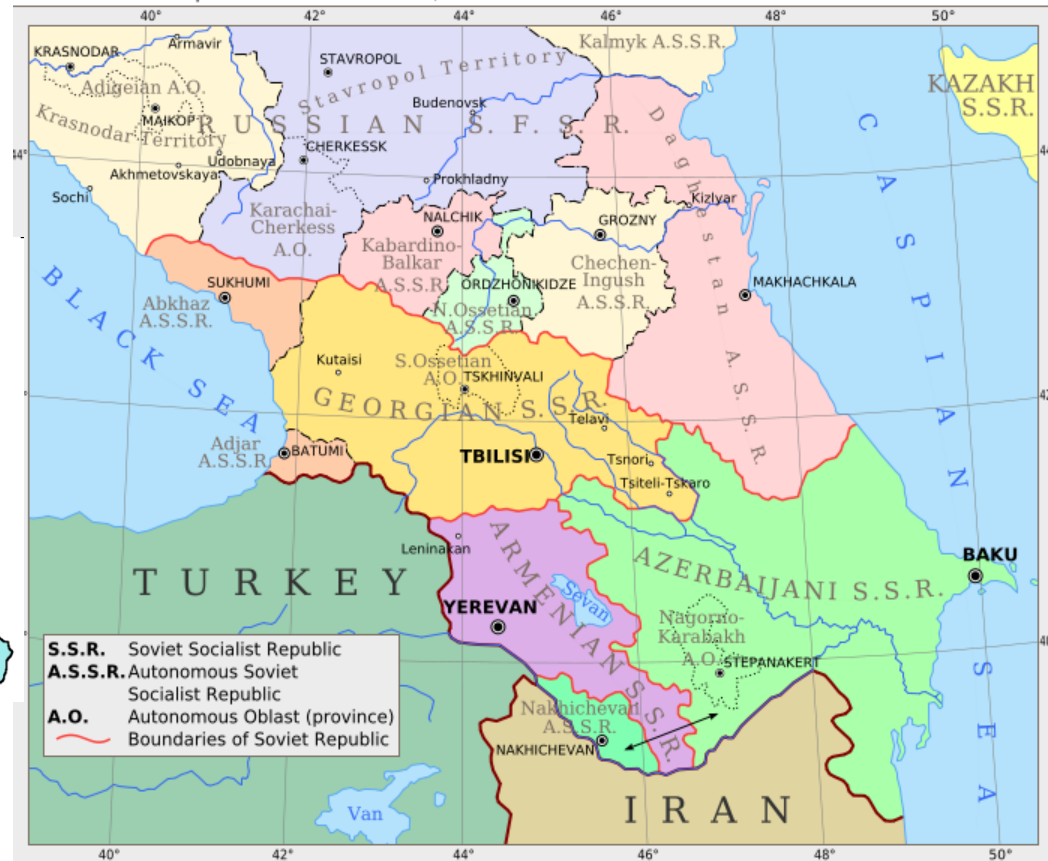 40° 42° 44° 46° 48° 50°
Armavir
KRASNODAR
STAVROPOL
Kalmyk A.S.S.R.
KAZAKH
S.S.R.
Adigeian A.O.
Stavropol Territory
Budenovsk
MAIKOP
Krasnodar Territory
RUSSIAN S. F. S. R.
CHERKESSK
44°
44
Udobnaya
Akhmetovskaya
Prokhladny
Sochi
Kizlyar
Karachai-
Cherkess
A.O.
NALCHIK
GROZNY
Kabardino-
Balkar
A.S.S.R.
Chechen-
Ingush
A.S.S.R.
Daghestan A. S. S. R.
CASPIAN SEA
SUKHUMI
ORDZHONIKIDZE
MAKHACHKALA
Abkhaz
A.S.S.R.
N.Ossetian
A.S.S.R.
BLACK SEA
Kutaisi
S.Ossetian
A.O.
TSKHINVALI
GEORGIAN S.S.R.
Telavi
Adjar
A.S.S.R.
BATUMI
TBILISI
Tsnori
Tsiteli-Tskaro
Leninakan
ARMENIAN S.S.R.
AZERBAIJANI S.S.R.
BAKU
TURKEY
Sevan
YEREVAN
Nagorno-
Karabakh
A.O.
STEPANAKERT
S.S.R. Soviet Socialist Republic
A.S.S.R. Autonomous Soviet
Socialist Republic
A.O. Autonomous Oblast (province)
Boundaries of Soviet Republic
Nakhichevan
A.S.S.R.
NAKHICHEVAN
Van
IRAN
40° 42° 44° 46° 48° 50°